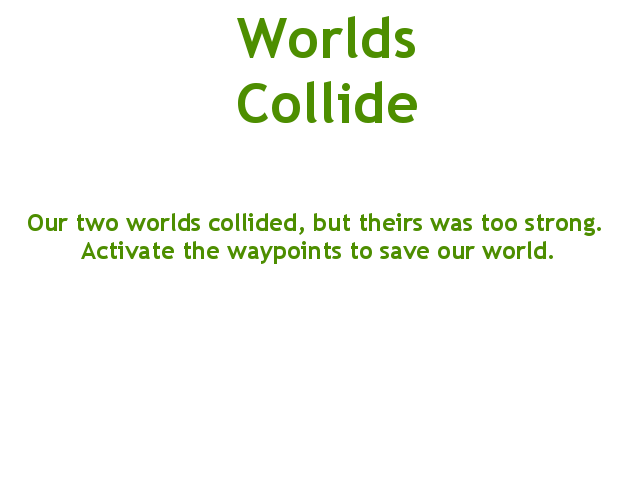 Worlds
Collide
Our two worlds collided, but theirs was too strong.
Activate the waypoints to save our world.